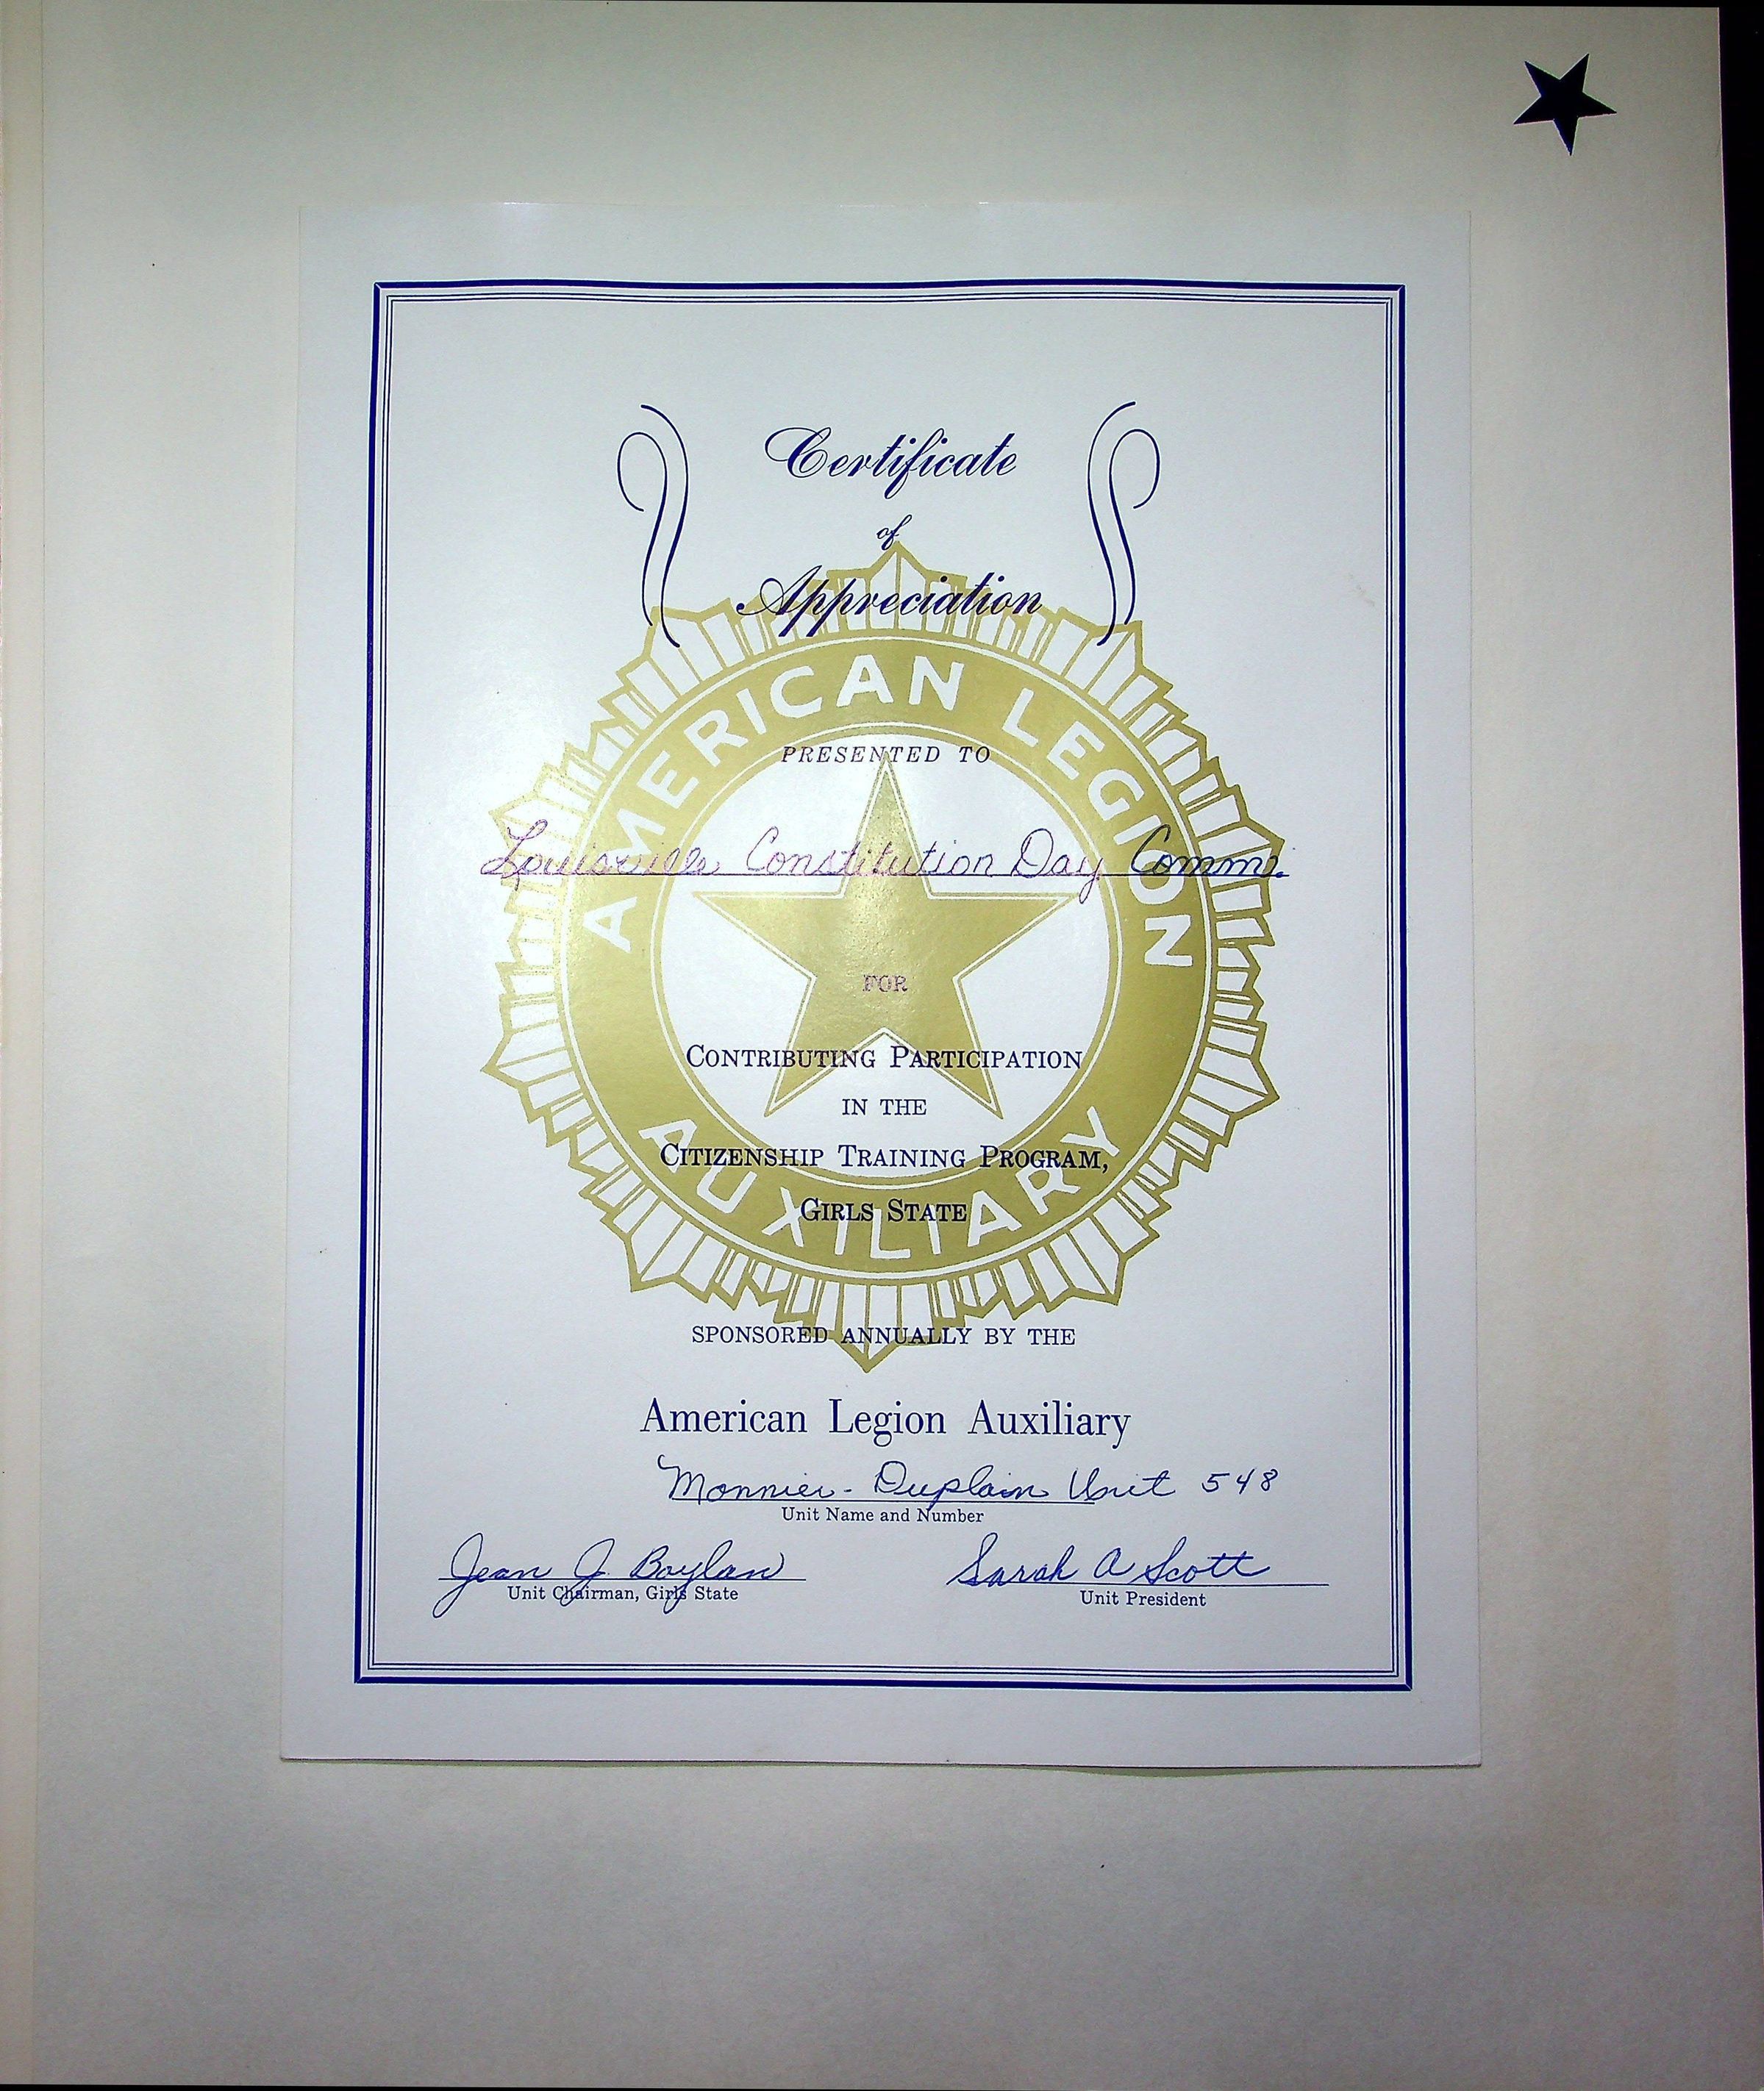 Certificate
of
Appreciation
AMERICAN LEGION
PRESENTED TO
Louisville Constitution Day Comm.
FOR
CONTRIBUTING PARTICIPATION
IN THE
CITIZENSHIP TRAINING PROGRAM,
GIRLS STATE
AUXILIARY
SPONSORED ANNUALLY BY THE
American Legion Auxiliary
Monnier-Duplain Unit 548
Unit Name and Number
Jean J. Boylan
Unit Chairman, Girls State
Sarah A Scott
Unit President